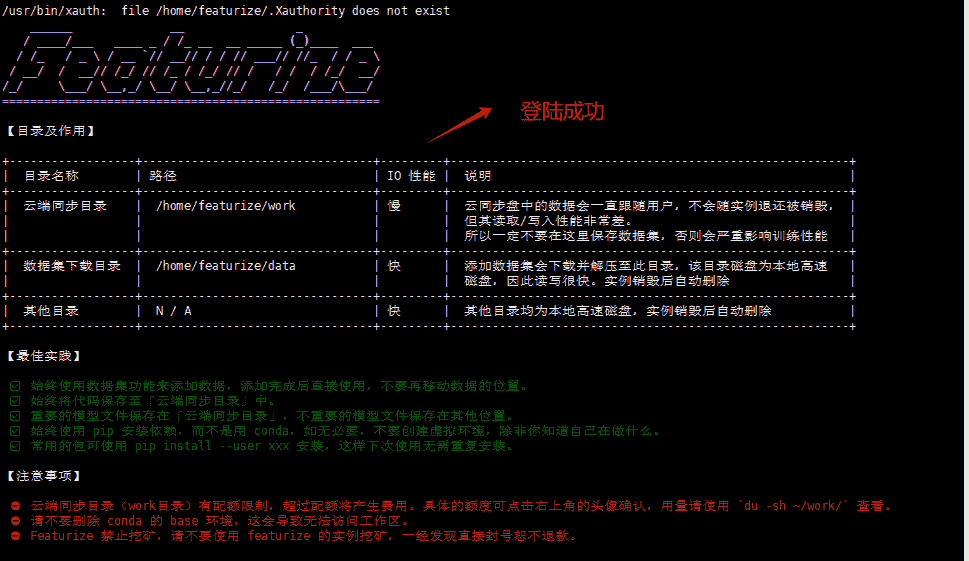 /usr/bin/xauth:  file /home/featurize/.Xauthority does not exist
Featurize
登陆成功
【目录及作用】
目录名称 路径 IO 性能 说明
云端同步目录 /home/featurize/work 慢 云同步盘中的数据会一直跟随用户，不会随实例退还被销毁，
但其读取/写入性能非常差。
所以一定不要在这里保存数据集，否则会严重影响训练性能
数据集下载目录 /home/featurize/data 快 添加数据集会下载并解压至此目录，该目录磁盘为本地高速
磁盘，因此读写很快。实例销毁后自动删除
其他目录 N / A 快 其他目录均为本地高速磁盘，实例销毁后自动删除
【最佳实践】
始终使用数据集功能来添加数据，添加完成后直接使用，不要再移动数据的位置。
始终将代码保存至『云端同步目录』中。
重要的模型文件保存在『云端同步目录』，不重要的模型文件保存在其他位置。
始终使用 pip 安装依赖，而不是用 conda，如无必要，不要创建虚拟环境，除非你知道自己在做什么。
常用的包可使用 pip install --user xxx 安装，这样下次使用无需重复安装。
【注意事项】
云端同步目录（work目录）有配额限制，超过配额将产生费用。具体的额度可点击右上角的头像确认，用量请使用 `du -sh ~/work/` 查看。
请不要删除 conda 的 base 环境，这会导致无法访问工作区。
Featurize 禁止挖矿，请不要使用 featurize 的实例挖矿，一经发现直接封号恕不退款。